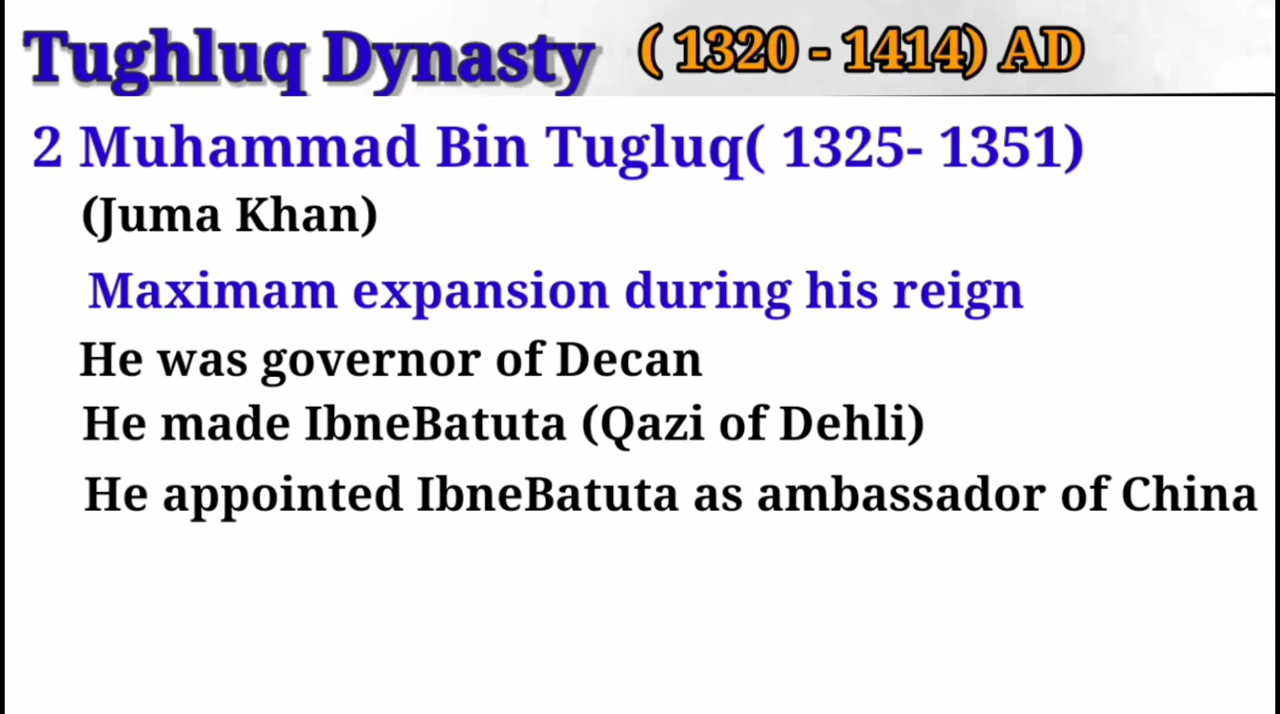 Tughluq Dynasty ( 1320 - 1414) AD
2 Muhammad Bin Tugluq( 1325- 1351)
(Juma Khan)
Maximam expansion during his reign
He was governor of Decan
He made IbneBatuta (Qazi of Dehli)
He appointed IbneBatuta as ambassador of China